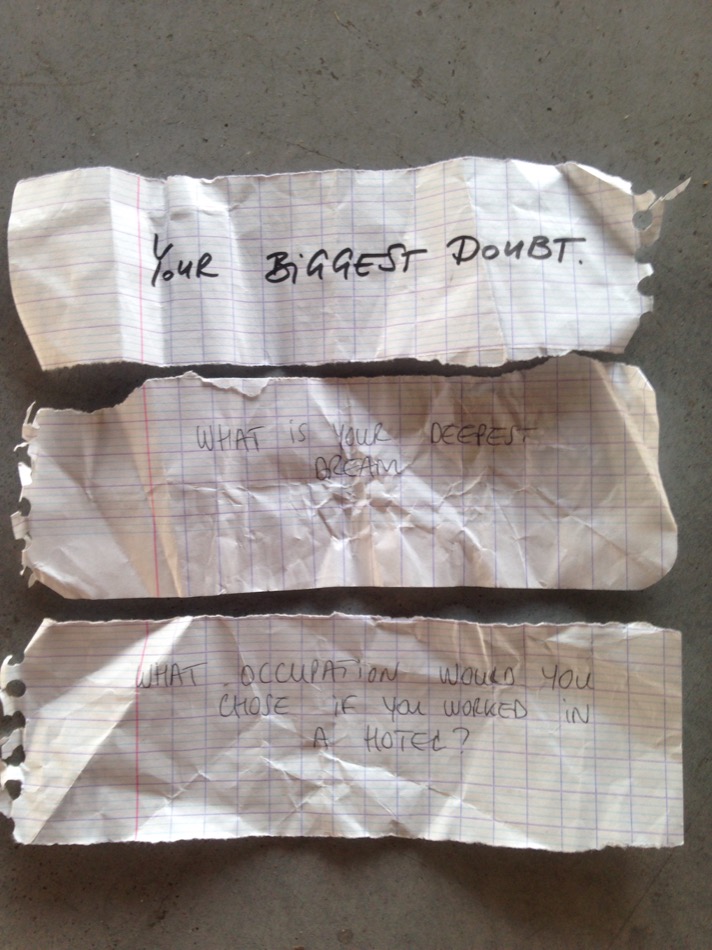 YOUR BIGGEST DOUBT.
WHAT IS YOUR DEEPEST
DREAM
WHAT OCCUPATION WOULD YOU
CHOSE IF YOU WORKED IN
A HOTEL?